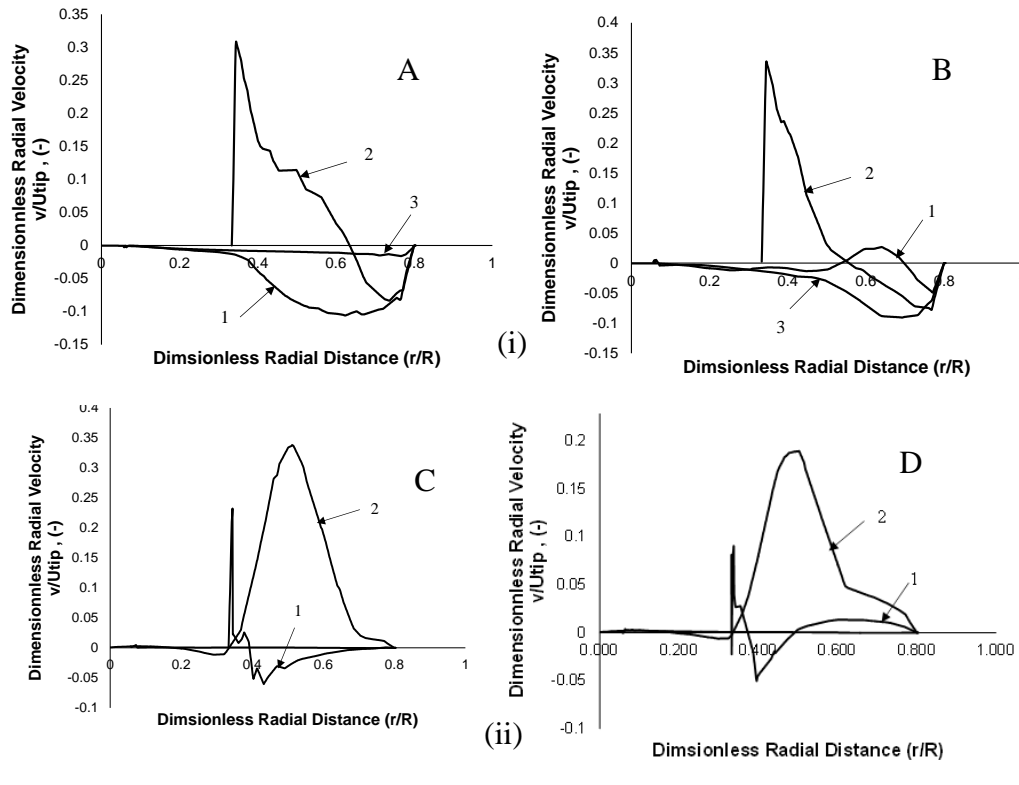 0.35
0.3
0.25
0.2
0.15
0.1
0.05
0
-0.05
-0.1
-0.15
0 0.2 0.4 0.6 0.8 1
Dimensionnless Radial Velocity
v/Utip , (-)
Dimsionless Radial Distance (r/R)
A
2
3
1
0.4
0.35
0.3
0.25
0.2
0.15
0.1
0.05
0
-0.05
-0.1
-0.15
0 0.2 0.4 0.6 0.8
Dimensionnless Radial Velocity
v/Utip , (-)
Dimsionless Radial Distance (r/R)
B
2
1
3
(i)
0.4
0.35
0.3
0.25
0.2
0.15
0.1
0.05
0
-0.05
-0.1
0 0.2 0.4 0.6 0.8 1
Dimensionnless Radial Velocity
v/Utip , (-)
Dimsionless Radial Distance (r/R)
C
2
1
0.2
0.15
0.1
0.05
0
-0.05
-0.1
0.000 0.200 0.400 0.600 0.800 1.000
Dimensionnless Radial Velocity
v/Utip , (-)
Dimsionless Radial Distance (r/R)
D
2
1
(ii)